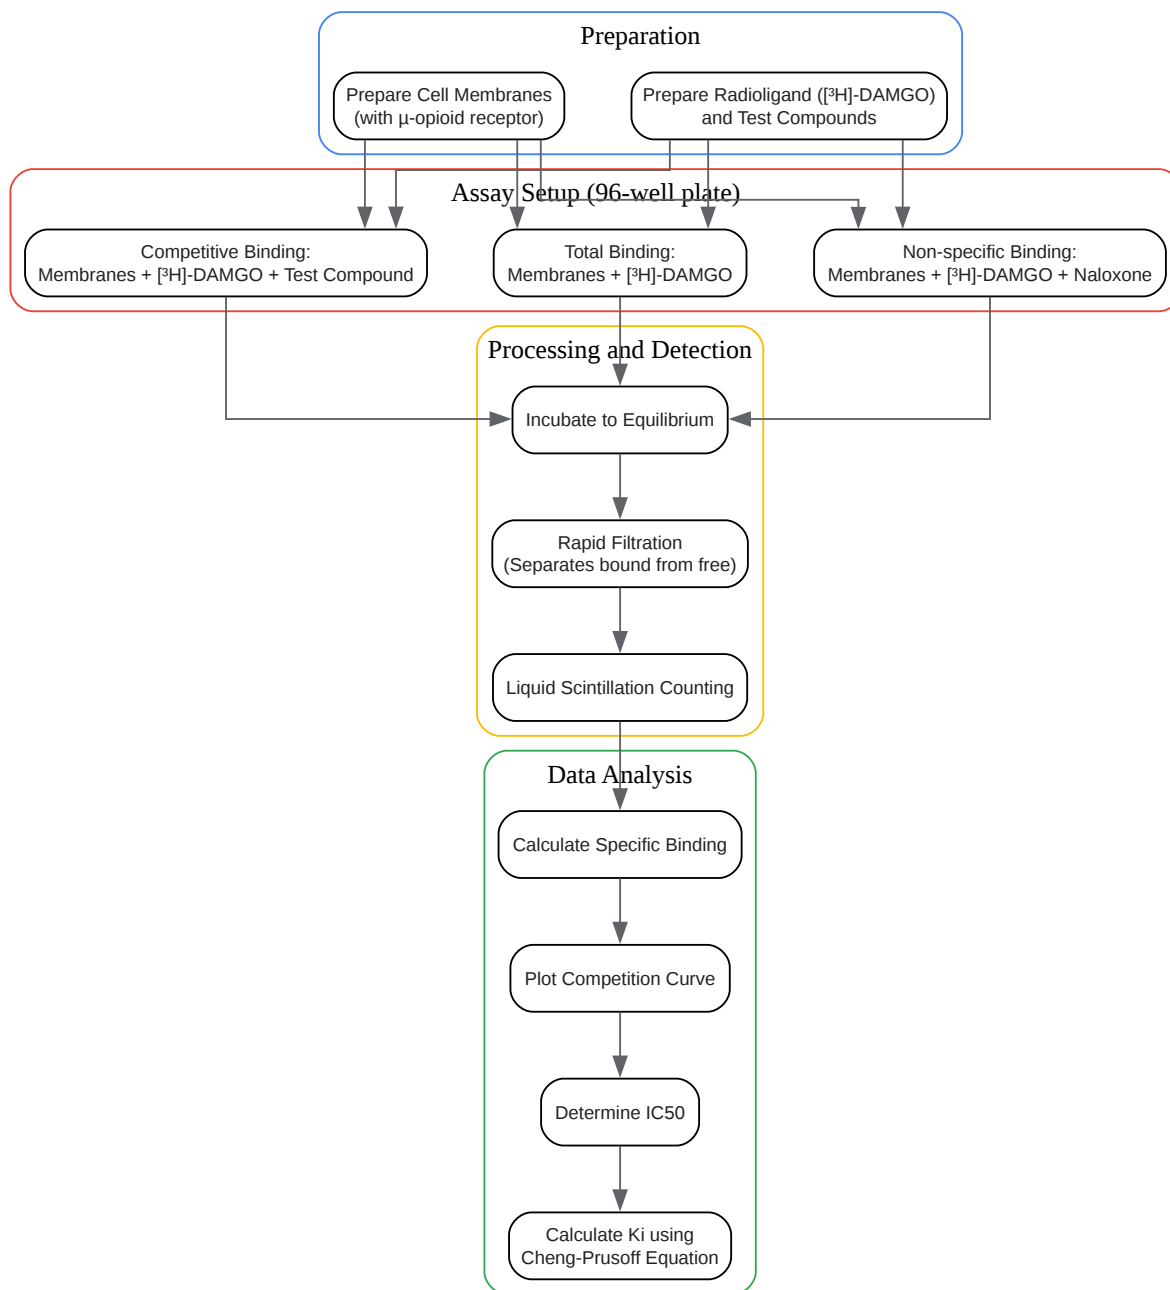 Preparation
Prepare Cell Membranes
(with µ-opioid receptor)
Prepare Radioligand ([³H]-DAMGO)
and Test Compounds
Assay Setup (96-well plate)
Competitive Binding:
Membranes + [³H]-DAMGO + Test Compound
Total Binding:
Membranes + [³H]-DAMGO
Non-specific Binding:
Membranes + [³H]-DAMGO + Naloxone
Processing and Detection
Incubate to Equilibrium
Rapid Filtration
(Separates bound from free)
Liquid Scintillation Counting
Data Analysis
Calculate Specific Binding
Plot Competition Curve
Determine IC50
Calculate Ki using
Cheng-Prusoff Equation